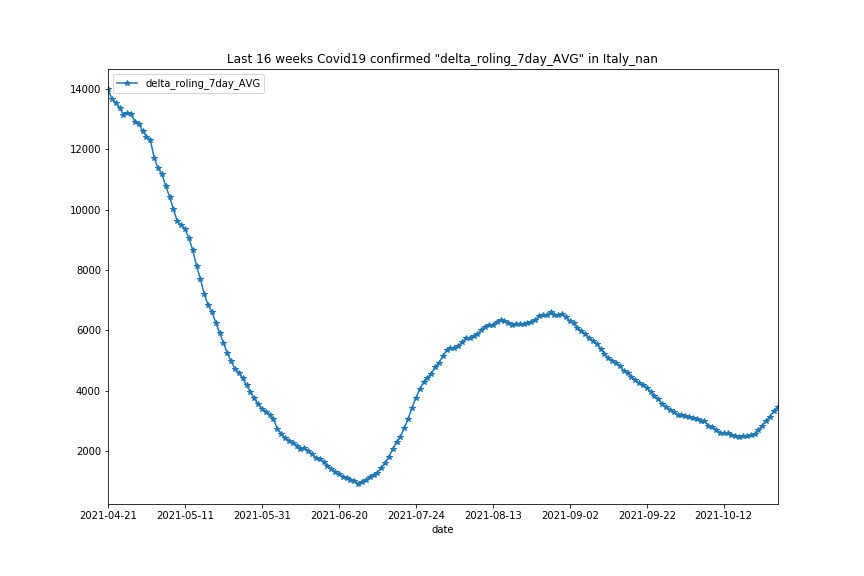 Last 16 weeks Covid19 confirmed "delta_roling_7day_AVG" in Italy_nan
delta_roling_7day_AVG
14000
12000
10000
8000
6000
4000
2000
2021-04-21 2021-05-11 2021-05-31 2021-06-20 2021-07-24 2021-08-13 2021-09-02 2021-09-22 2021-10-12
date